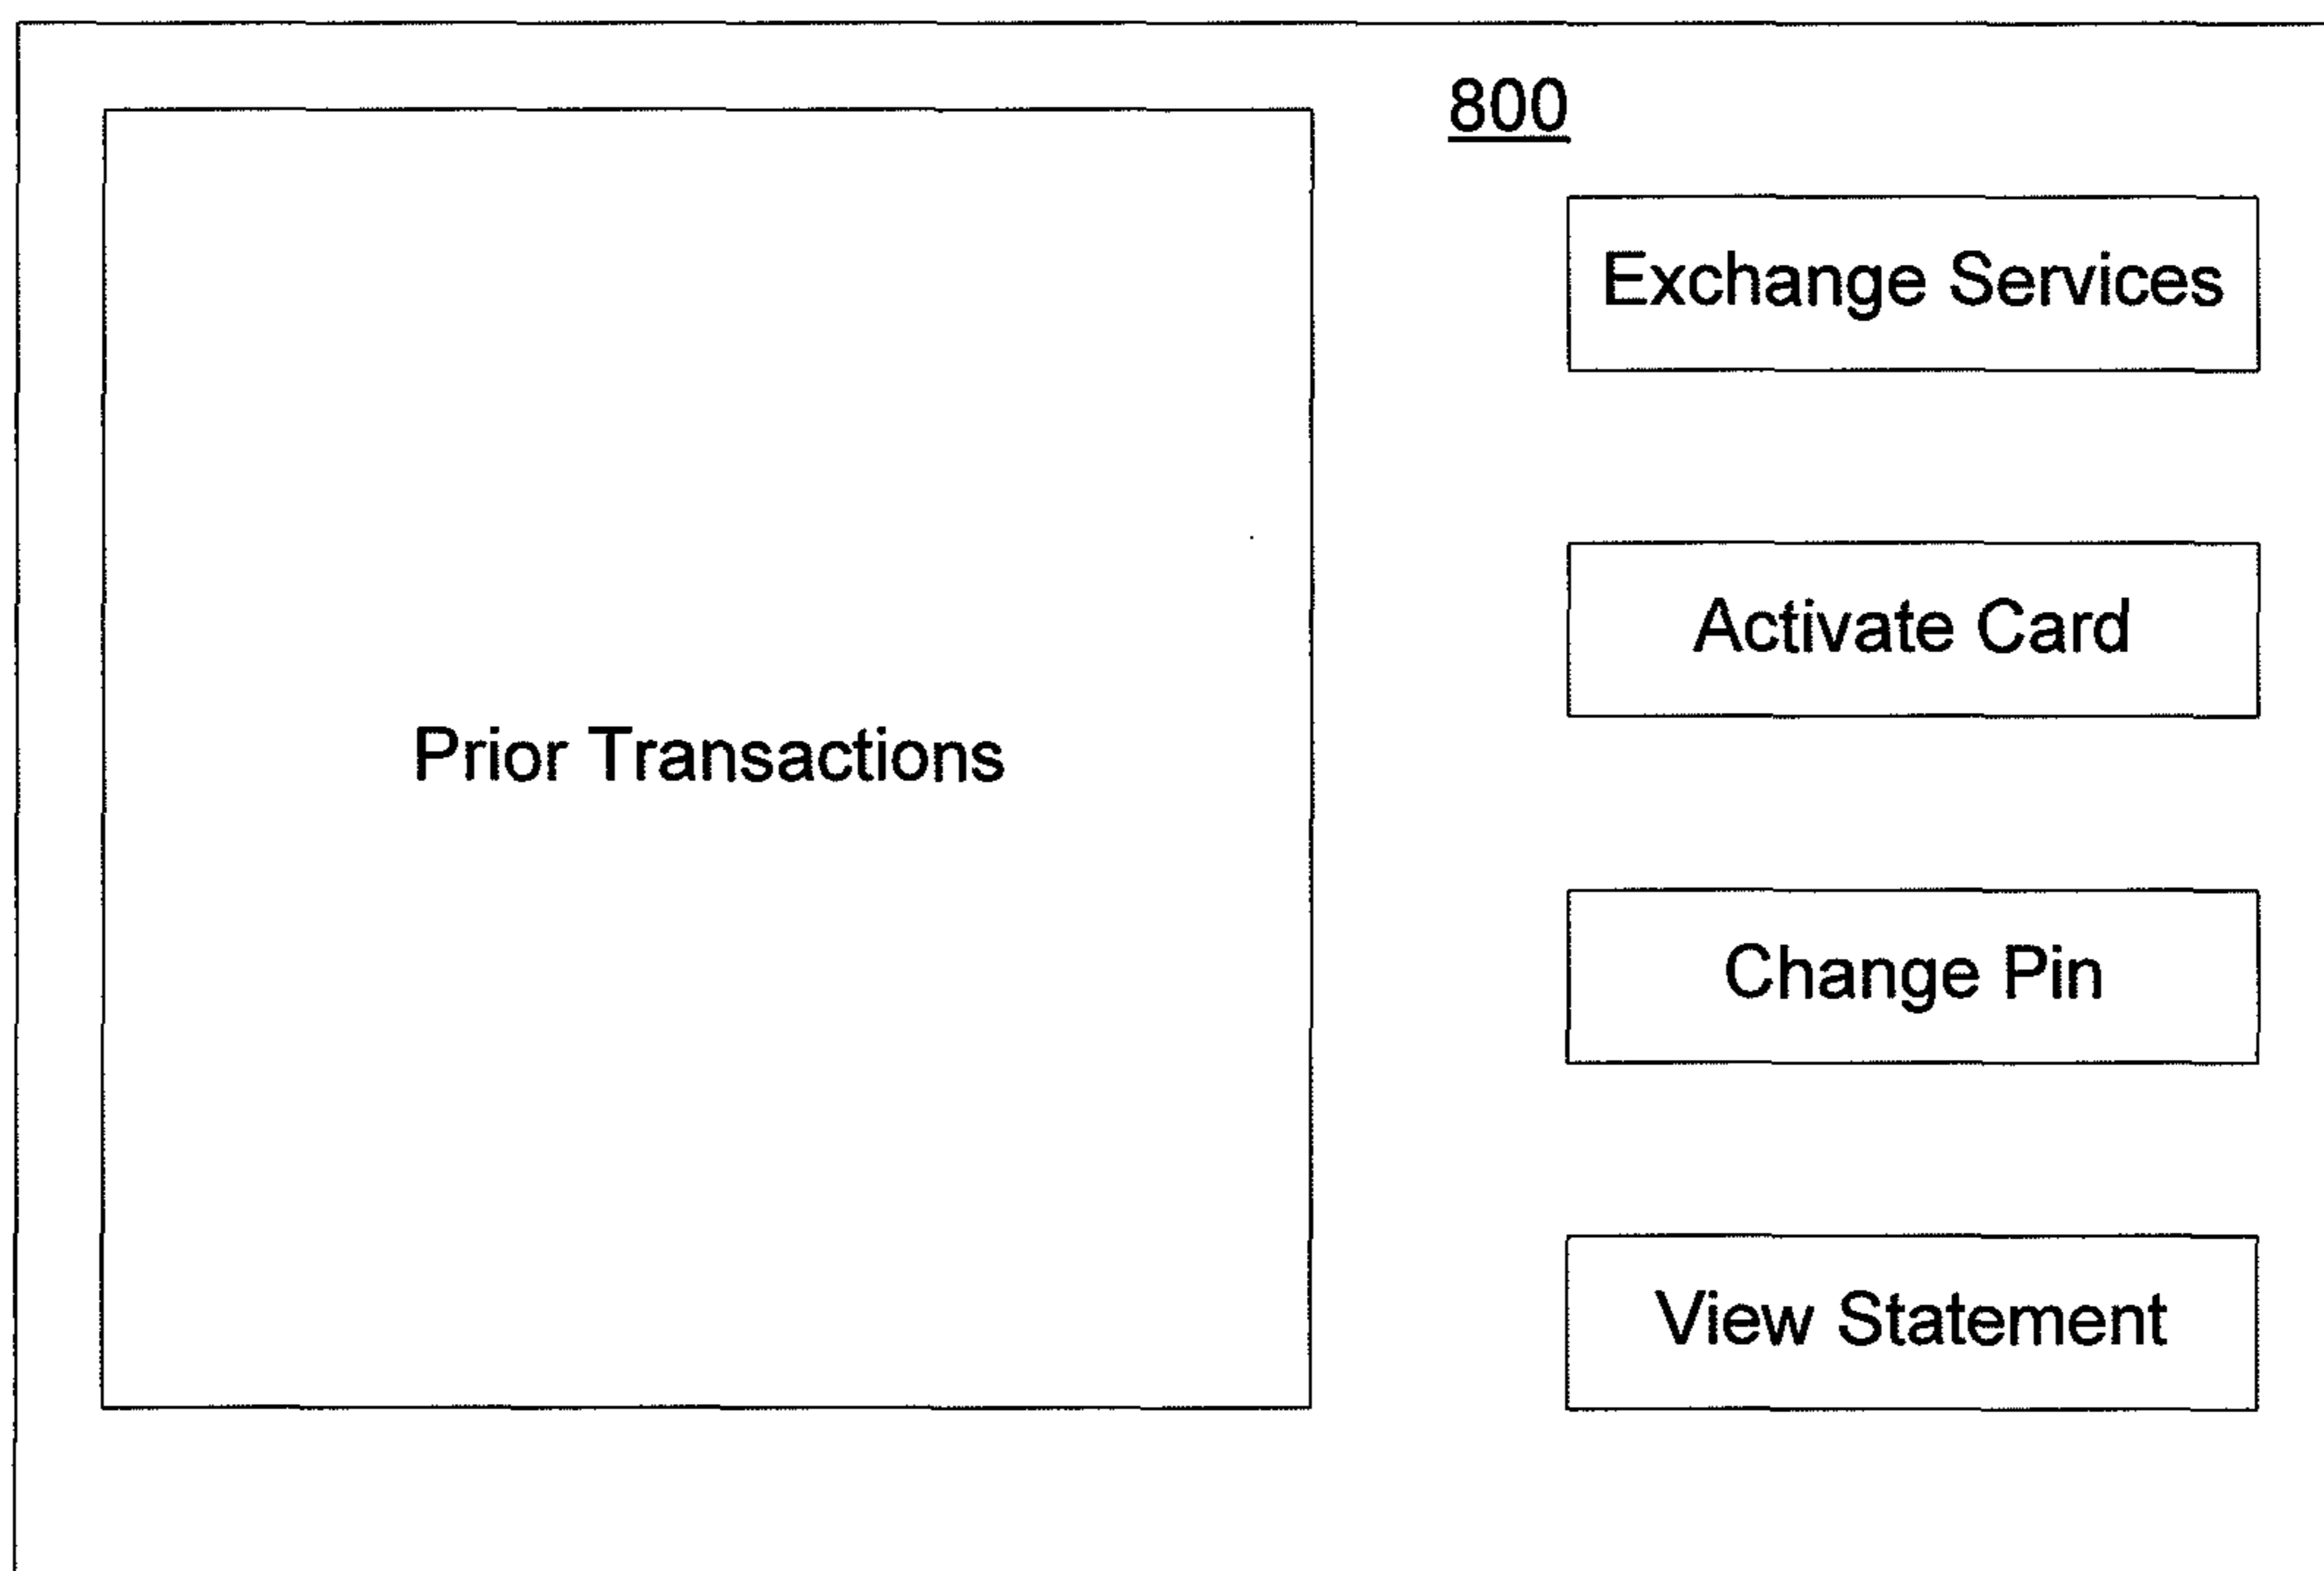 800
Exchange Services
Activate Card
Prior Transactions
Change Pin
View Statement